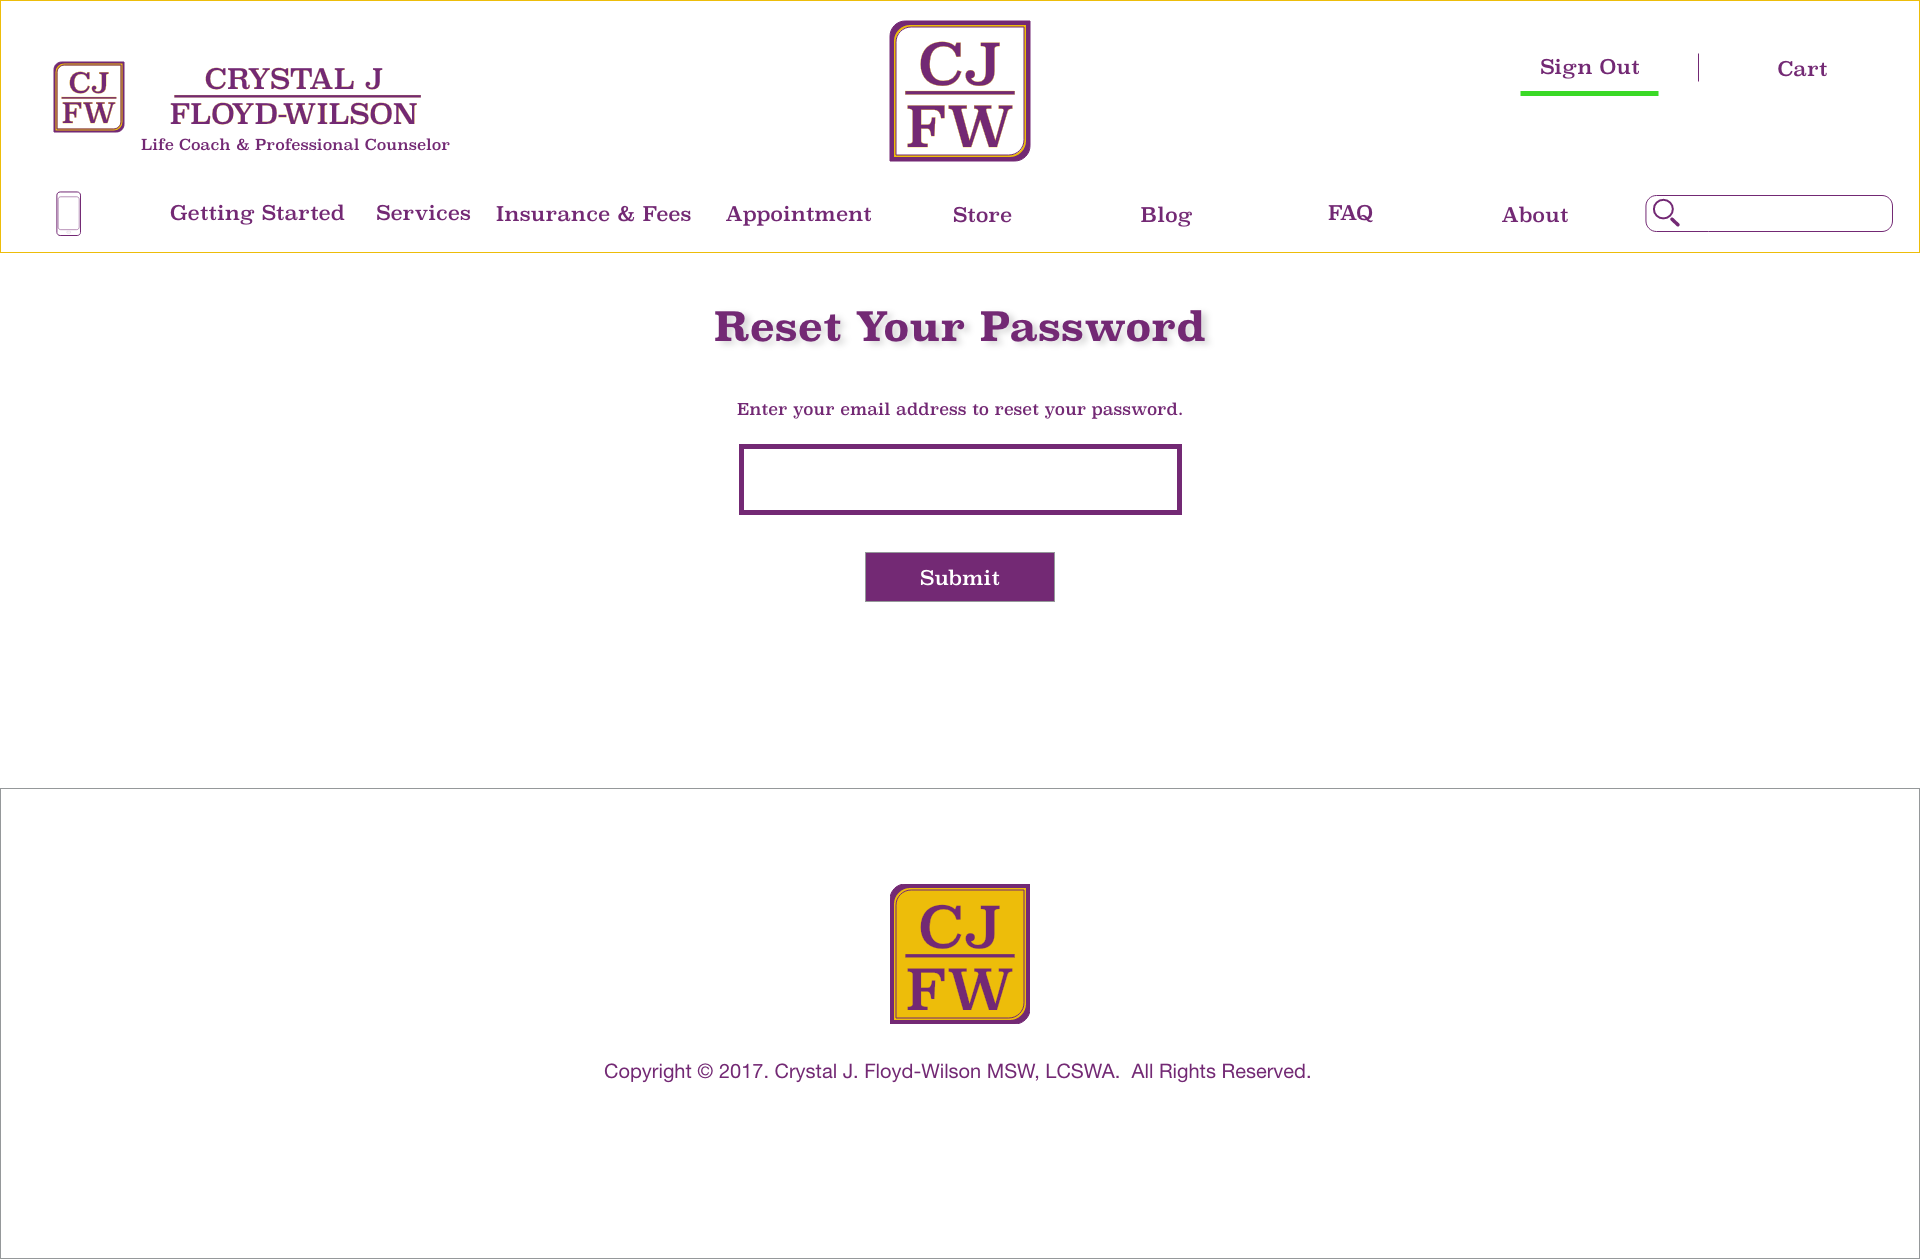 CJ
FW
CRYSTAL J
FLOYD-WILSON
Life Coach & Professional Counselor
CJ
FW
Sign Out
Cart
Getting Started
Services
Insurance & Fees
Appointment
Store
Blog
FAQ
About
Reset Your Password
Enter your email address to reset your password.
Submit
CJ
FW
Copyright © 2017. Crystal J. Floyd-Wilson MSW, LCSWA.  All Rights Reserved.